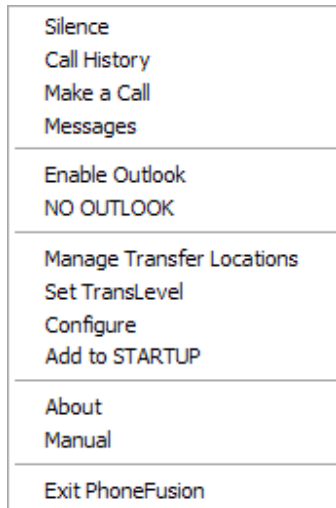 Silence
Call History
Make a Call
Messages
Enable Outlook
NO OUTLOOK
Manage Transfer Locations
Set TransLevel
Configure
Add to STARTUP
About
Manual
Exit PhoneFusion